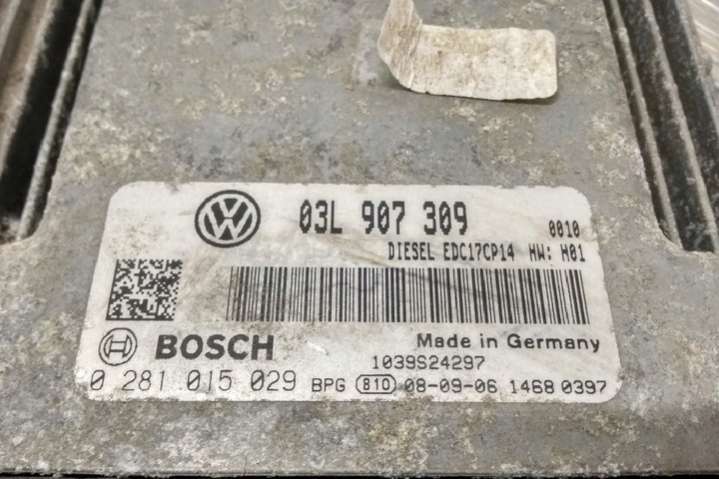 03L 907 309
0010
DIESEL EDC17CP14 HW: H01
BOSCH
Made in Germany
1039S24297
0 281 015 029 BPG 810 08-09-06 1468 0397